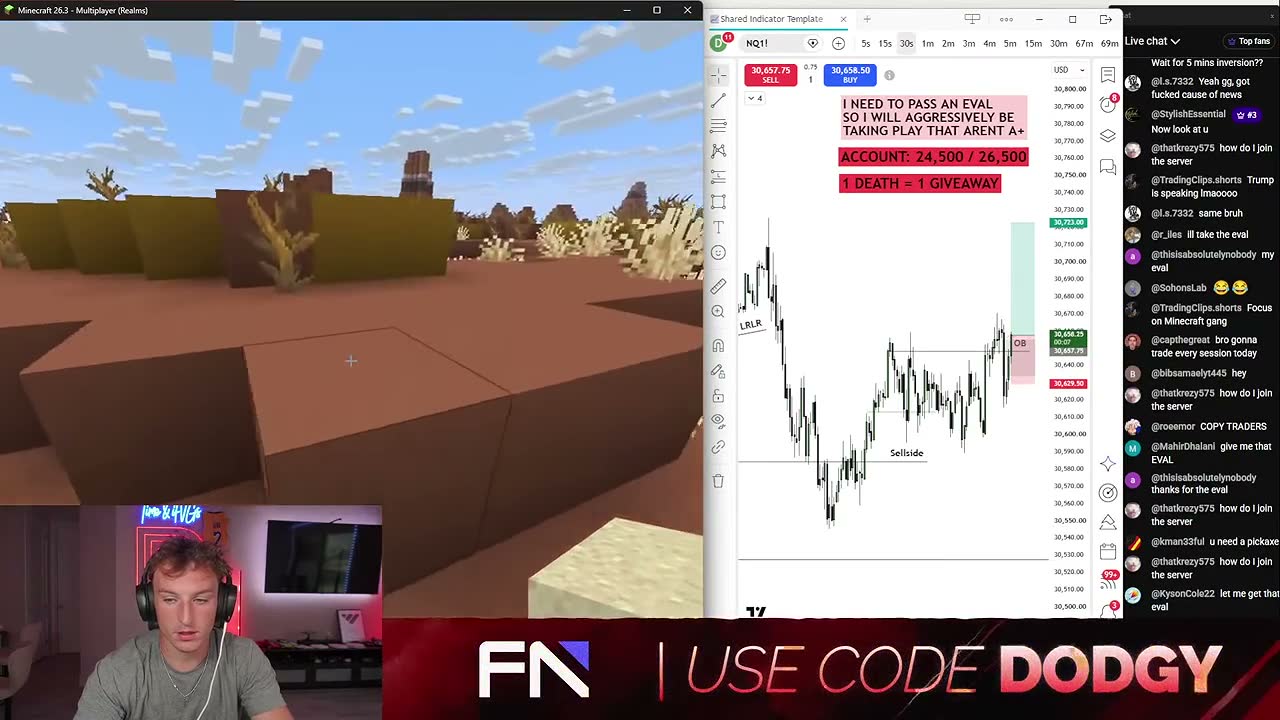 Minecraft 26.3 - Multiplayer (Realms)
Shared Indicator Template
D
11
NQ1!
5s 15s 30s 1m 2m 3m 4m 5m 15m 30m 67m 69m
30,657.75
SELL
0.75
1
30,658.50
BUY
4
USD
I NEED TO PASS AN EVAL
SO I WILL AGGRESSIVELY BE
TAKING PLAY THAT ARENT A+
ACCOUNT: 24,500 / 26,500
1 DEATH = 1 GIVEAWAY
LRLR
OB
Sellside
30,800.00
30,790.00
30,780.00
30,770.00
30,760.00
30,750.00
30,740.00
30,730.00
30,723.00
30,710.00
30,700.00
30,690.00
30,680.00
30,670.00
30,658.25
00:07
30,657.75
30,640.00
30,629.50
30,620.00
30,610.00
30,600.00
30,590.00
30,580.00
30,570.00
30,560.00
30,550.00
30,540.00
30,530.00
30,520.00
30,510.00
30,500.00
8
99+
3
Live chat
Top fans
Wait for 5 mins inversion??
@l.s.7332 Yeah gg, got
fucked cause of news
@StylishEssential #3
Now look at u
@thatkrezy575 how do I join
the server
@TradingClips.shorts Trump
is speaking lmaoooo
@l.s.7332 same bruh
@r_iles ill take the eval
@thisisabsolutelynobody my
eval
@SohonsLab 😂😂
@TradingClips.shorts Focus
on Minecraft gang
@capthegreat bro gonna
trade every session today
@bibsamaelyt445 hey
@thatkrezy575 how do I join
the server
@roeemor COPY TRADERS
@MahirDhalani give me that
EVAL
@thisisabsolutelynobody
thanks for the eval
@thatkrezy575 how do I join
the server
@kman33ful u need a pickaxe
@thatkrezy575 how do I join
the server
@KysonCole22 let me get that
eval
FN | USE CODE DODGY